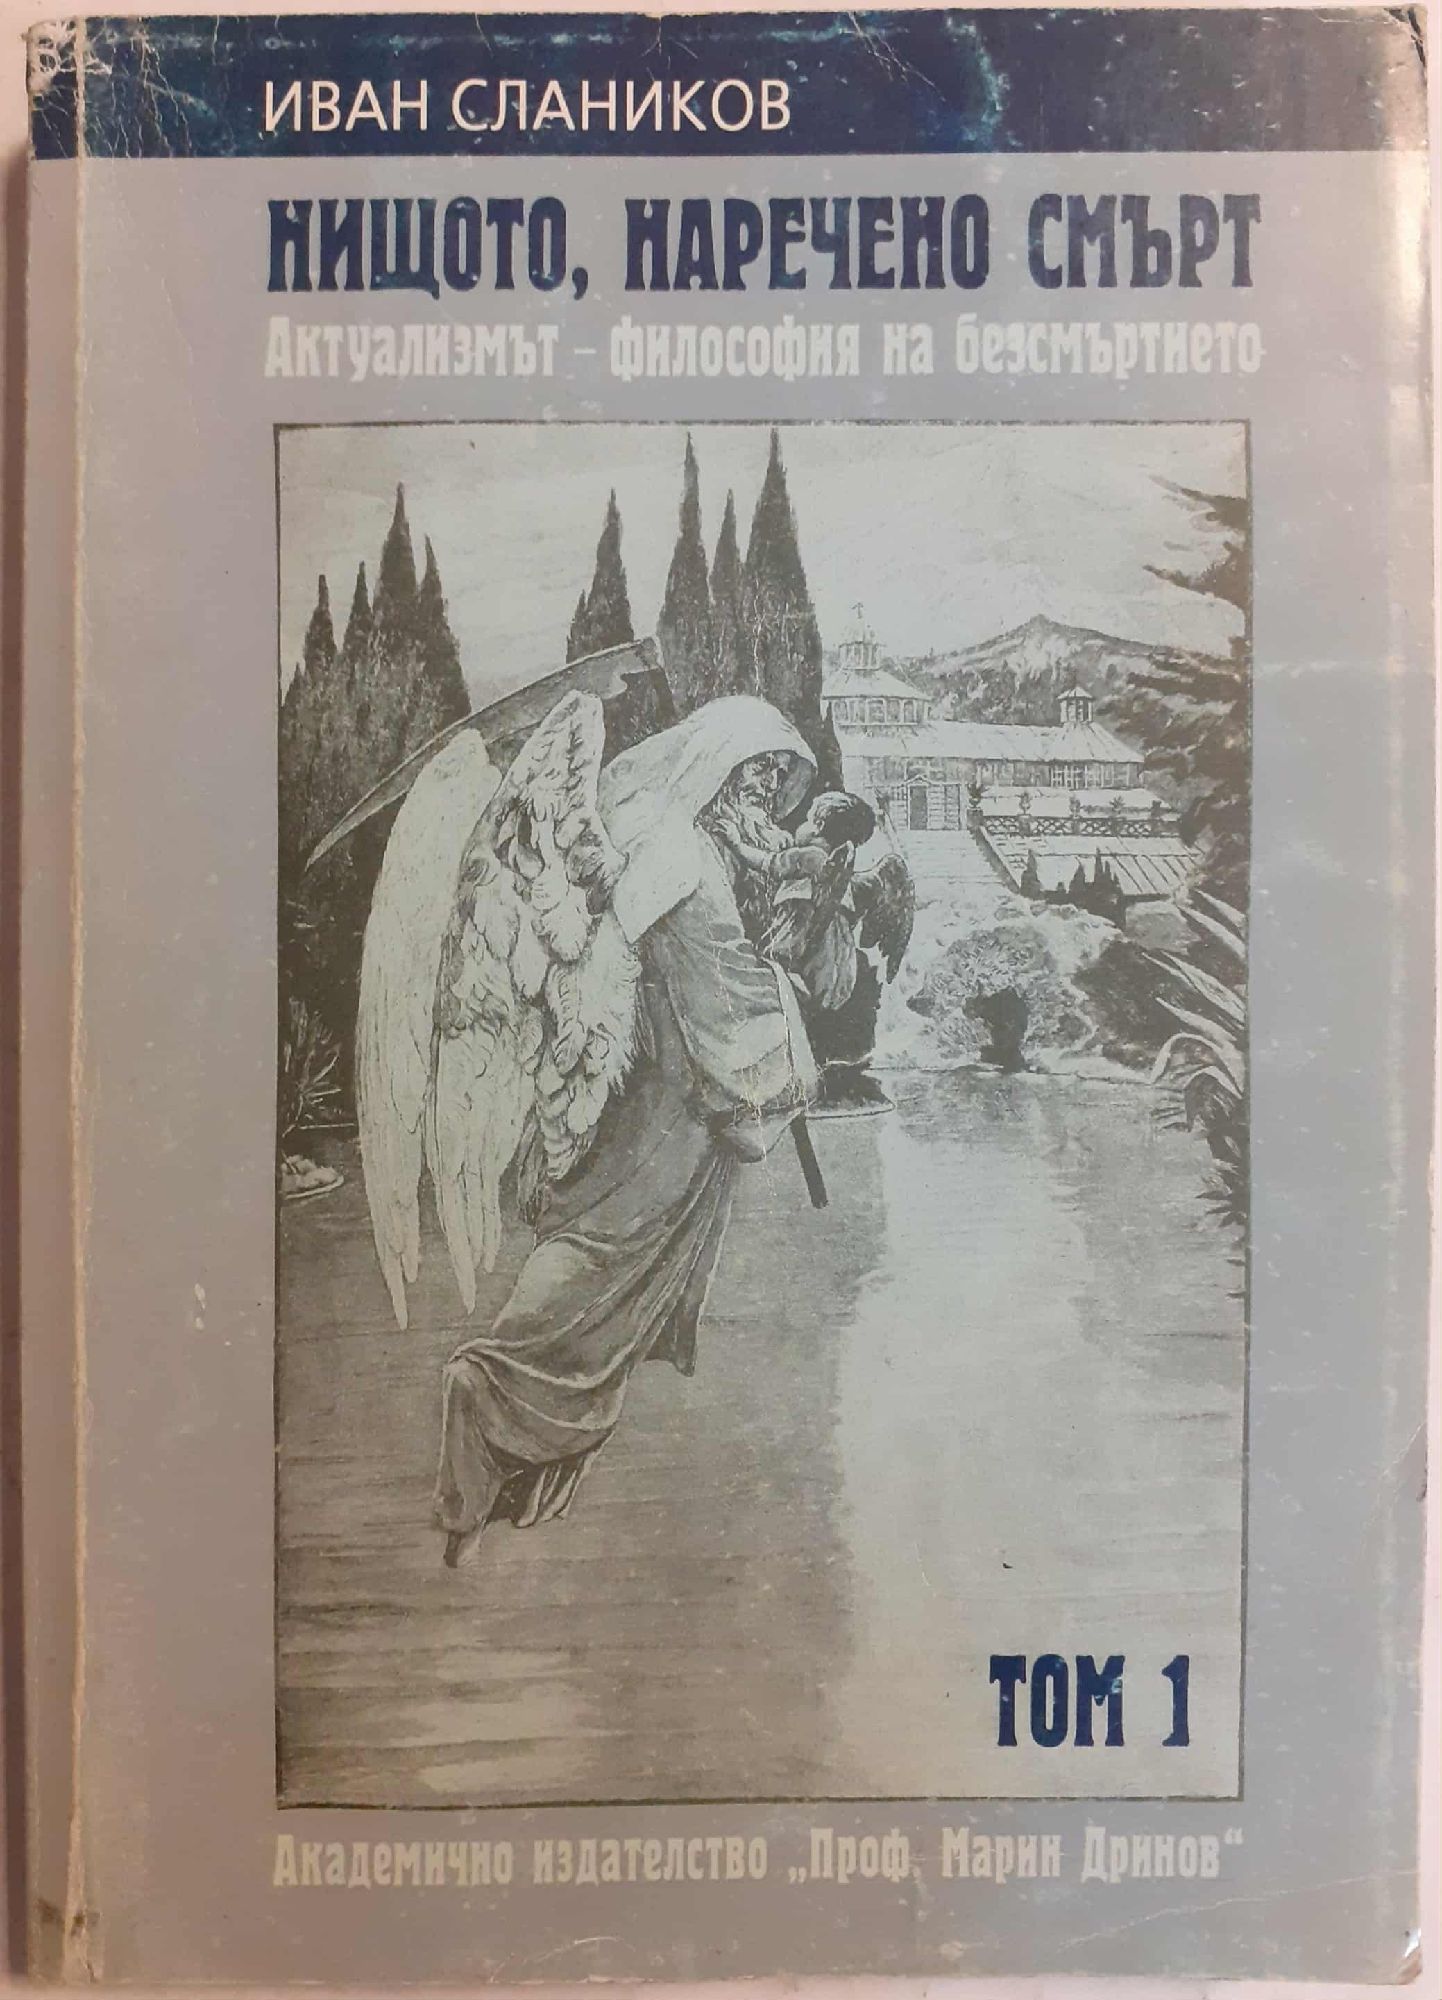 ИВАН СЛАНИКОВ
НИЩОТО, НАРЕЧЕНО СМЪРТ
Актуализмът – философия на безсмъртието
ТОМ 1
Академично издателство „Проф. Марин Дринов“